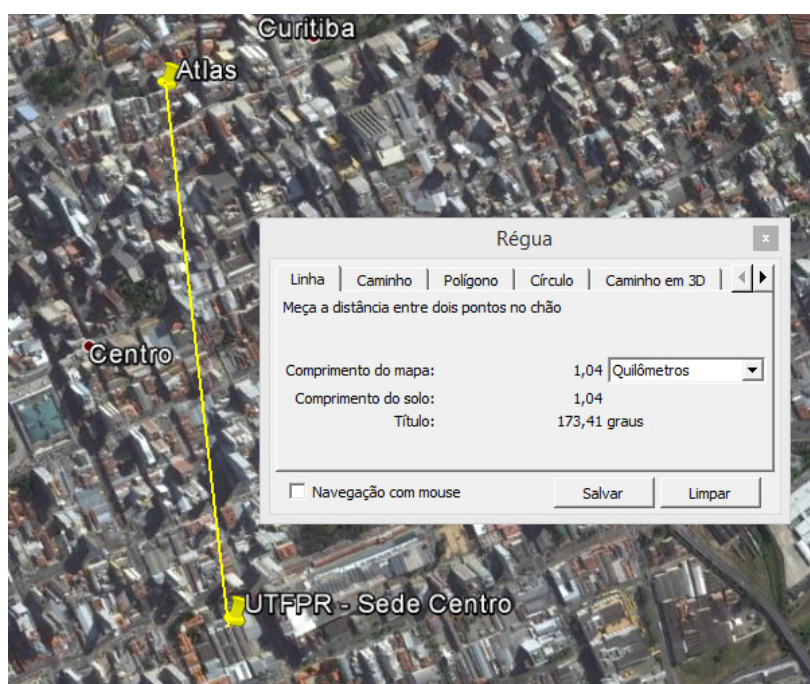 Curitiba
Atlas
Régua
x
Linha Caminho Polígono Círculo Caminho em 3D
Meça a distância entre dois pontos no chão
Centro
Comprimento do mapa: 1,04 Quilômetros
Comprimento do solo: 1,04
Título: 173,41 graus
Navegação com mouse Salvar Limpar
UTFPR - Sede Centro